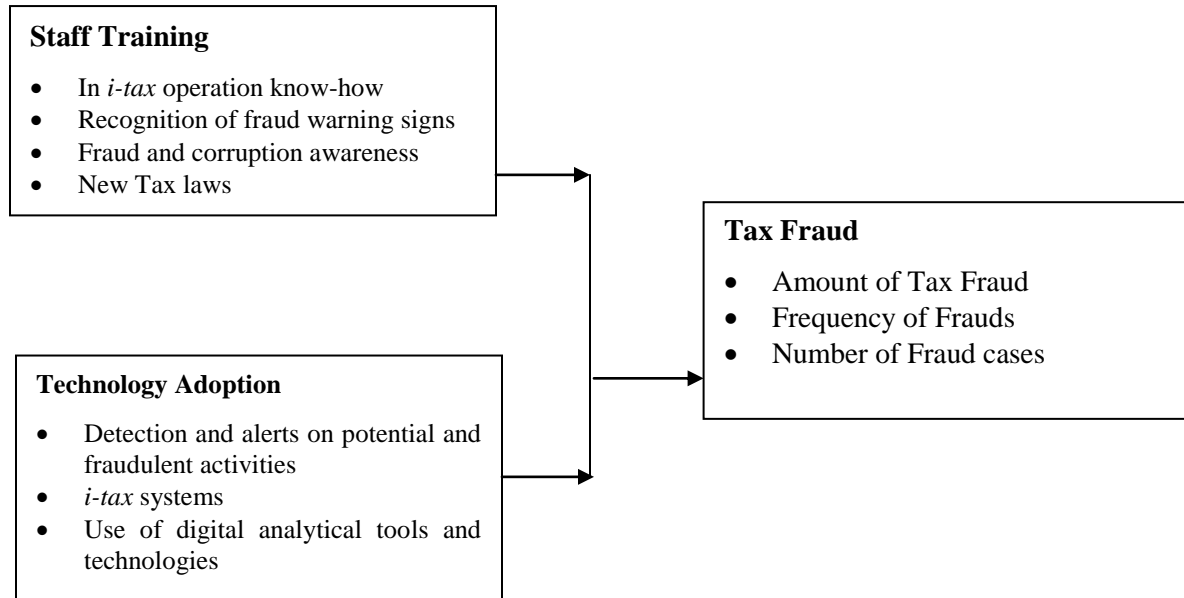 Staff Training
• In i-tax operation know-how
• Recognition of fraud warning signs
• Fraud and corruption awareness
• New Tax laws
Tax Fraud
• Amount of Tax Fraud
• Frequency of Frauds
• Number of Fraud cases
Technology Adoption
• Detection and alerts on potential and
fraudulent activities
• i-tax systems
• Use of digital analytical tools and
technologies